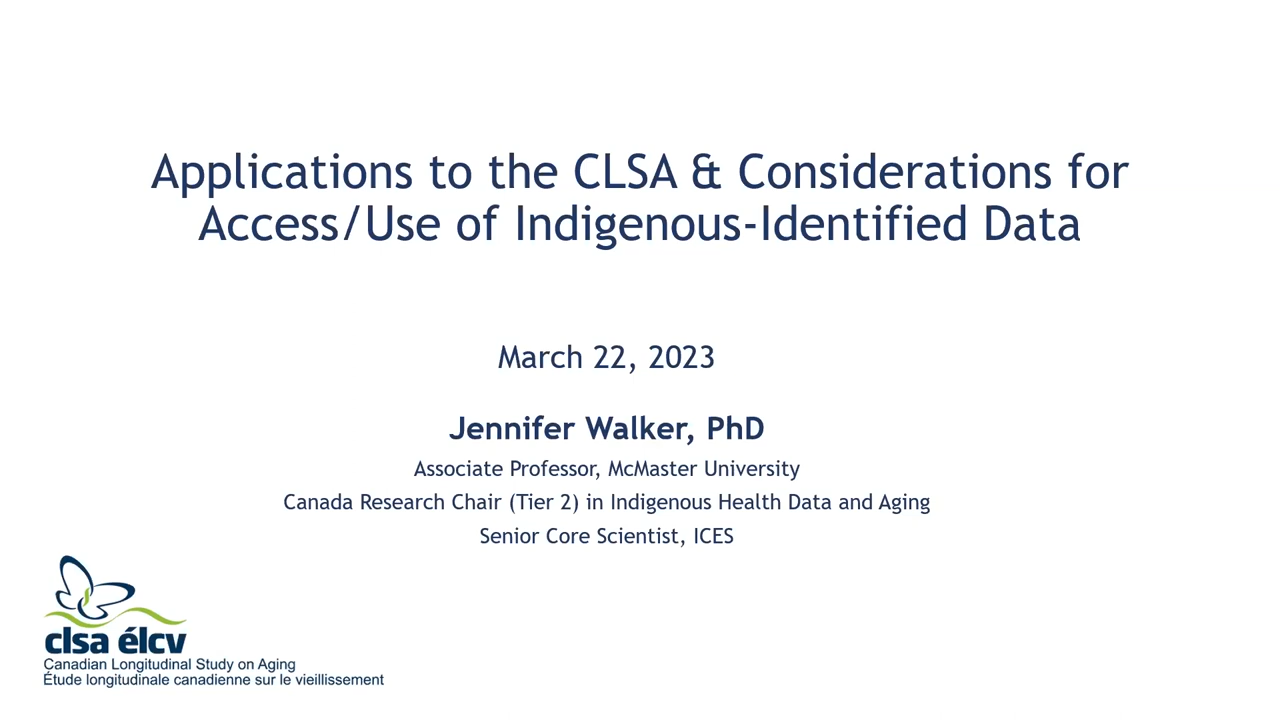 Applications to the CLSA & Considerations for
Access/Use of Indigenous-Identified Data
March 22, 2023
Jennifer Walker, PhD
Associate Professor, McMaster University
Canada Research Chair (Tier 2) in Indigenous Health Data and Aging
Senior Core Scientist, ICES
clsa élcv
Canadian Longitudinal Study on Aging
Étude longitudinale canadienne sur le vieillissement